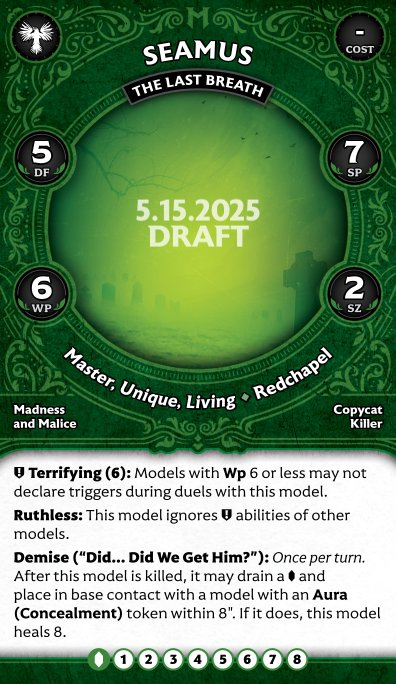 SEAMUS
THE LAST BREATH
-
COST
5
DF
7
SP
5.15.2025
DRAFT
6
WP
2
SZ
Master, Unique, Living ◆ Redchapel
Madness
and Malice
Copycat
Killer
Terrifying (6): Models with Wp 6 or less may not
declare triggers during duels with this model.
Ruthless: This model ignores abilities of other
models.
Demise (“Did... Did We Get Him?”): Once per turn.
After this model is killed, it may drain a and
place in base contact with a model with an Aura
(Concealment) token within 8". If it does, this model
heals 8.
1 2 3 4 5 6 7 8